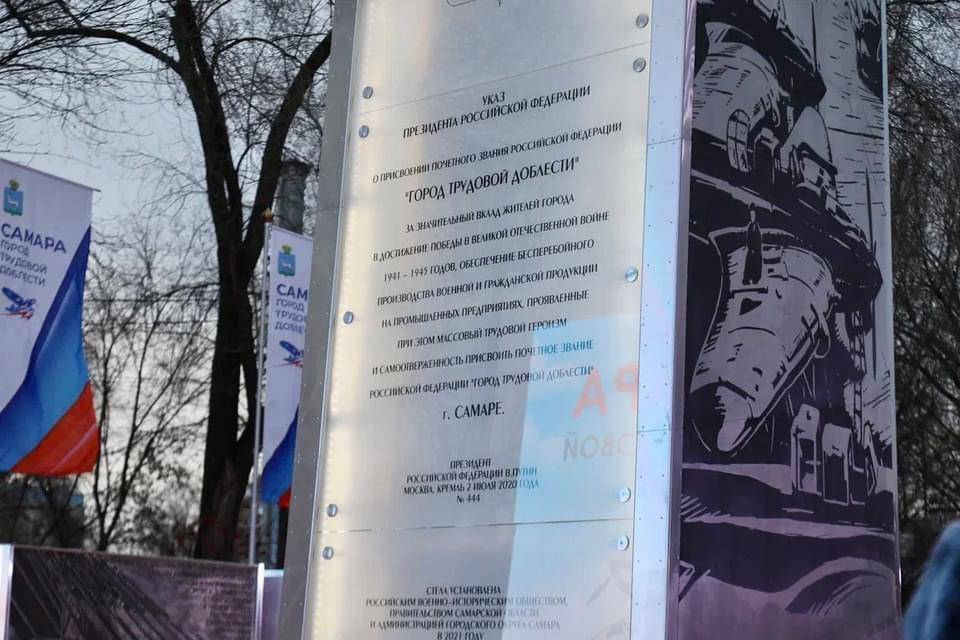 УКАЗ
ПРЕЗИДЕНТА РОССИЙСКОЙ ФЕДЕРАЦИИ
О ПРИСВОЕНИИ ПОЧЕТНОГО ЗВАНИЯ РОССИЙСКОЙ ФЕДЕРАЦИИ
"ГОРОД ТРУДОВОЙ ДОБЛЕСТИ"
ЗА ЗНАЧИТЕЛЬНЫЙ ВКЛАД ЖИТЕЛЕЙ ГОРОДА
В ДОСТИЖЕНИЕ ПОБЕДЫ В ВЕЛИКОЙ ОТЕЧЕСТВЕННОЙ ВОЙНЕ
1941 – 1945 ГОДОВ, ОБЕСПЕЧЕНИЕ БЕСПЕРЕБОЙНОГО
ПРОИЗВОДСТВА ВОЕННОЙ И ГРАЖДАНСКОЙ ПРОДУКЦИИ
НА ПРОМЫШЛЕННЫХ ПРЕДПРИЯТИЯХ, ПРОЯВЛЕННЫЕ
ПРИ ЭТОМ МАССОВЫЙ ТРУДОВОЙ ГЕРОИЗМ
И САМООТВЕРЖЕННОСТЬ ПРИСВОИТЬ ПОЧЕТНОЕ ЗВАНИЕ
РОССИЙСКОЙ ФЕДЕРАЦИИ "ГОРОД ТРУДОВОЙ ДОБЛЕСТИ"
г. САМАРЕ.
ПРЕЗИДЕНТ
РОССИЙСКОЙ ФЕДЕРАЦИИ В.ПУТИН
МОСКВА, КРЕМЛЬ 2 ИЮЛЯ 2020 ГОДА
№ 444
СТЕЛА УСТАНОВЛЕНА
РОССИЙСКИМ ВОЕННО-ИСТОРИЧЕСКИМ ОБЩЕСТВОМ,
ПРАВИТЕЛЬСТВОМ САМАРСКОЙ ОБЛАСТИ
И АДМИНИСТРАЦИЕЙ ГОРОДСКОГО ОКРУГА САМАРА
В 2021 ГОДУ
САМАРА
ГОРОД
ТРУДОВОЙ
ДОБЛЕСТИ
САМ
ГОРОД
ТРУДОВ
ДОБЛЕ